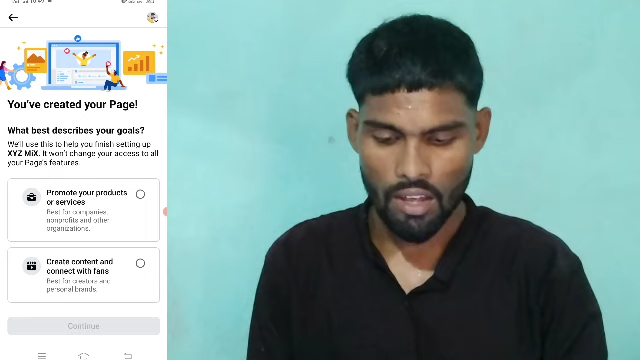 You've created your Page!
What best describes your goals?
We'll use this to help you finish setting up
XYZ MiX. It won't change your access to all
your Page's features.
Promote your products
or services
Best for companies,
nonprofits and other
organizations.
Create content and
connect with fans
Best for creators and
personal brands.
Continue